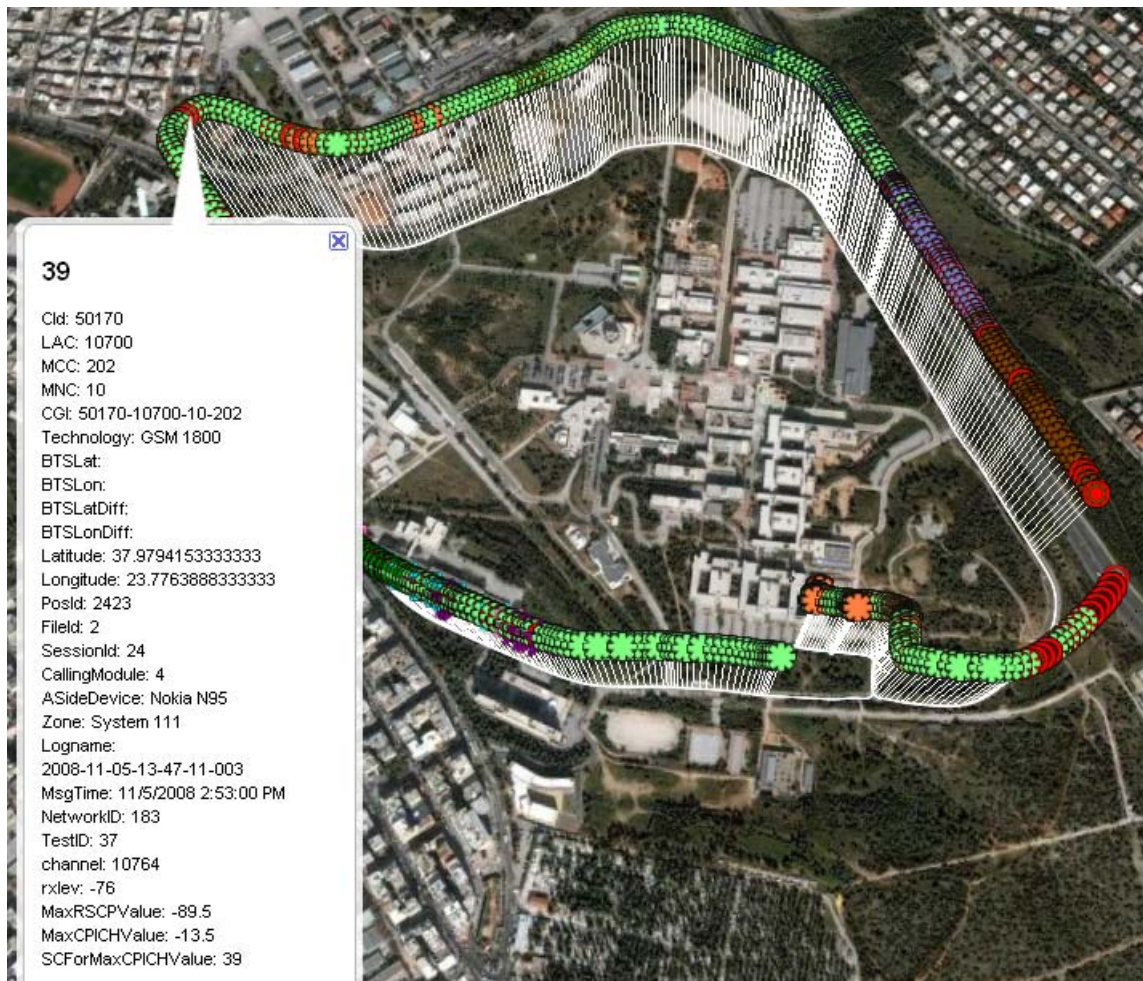 39
CId: 50170
LAC: 10700
MCC: 202
MNC: 10
CGI: 50170-10700-10-202
Technology: GSM 1800
BTSLat:
BTSLon:
BTSLatDiff:
BTSLonDiff:
Latitude: 37.9794153333333
Longitude: 23.7763888333333
PosId: 2423
FileId: 2
SessionId: 24
CallingModule: 4
ASideDevice: Nokia N95
Zone: System 111
Logname:
2008-11-05-13-47-11-003
MsgTime: 11/5/2008 2:53:00 PM
NetworkID: 183
TestID: 37
channel: 10764
rxlev: -76
MaxRSCPValue: -89.5
MaxCPICHValue: -13.5
SCForMaxCPICHValue: 39